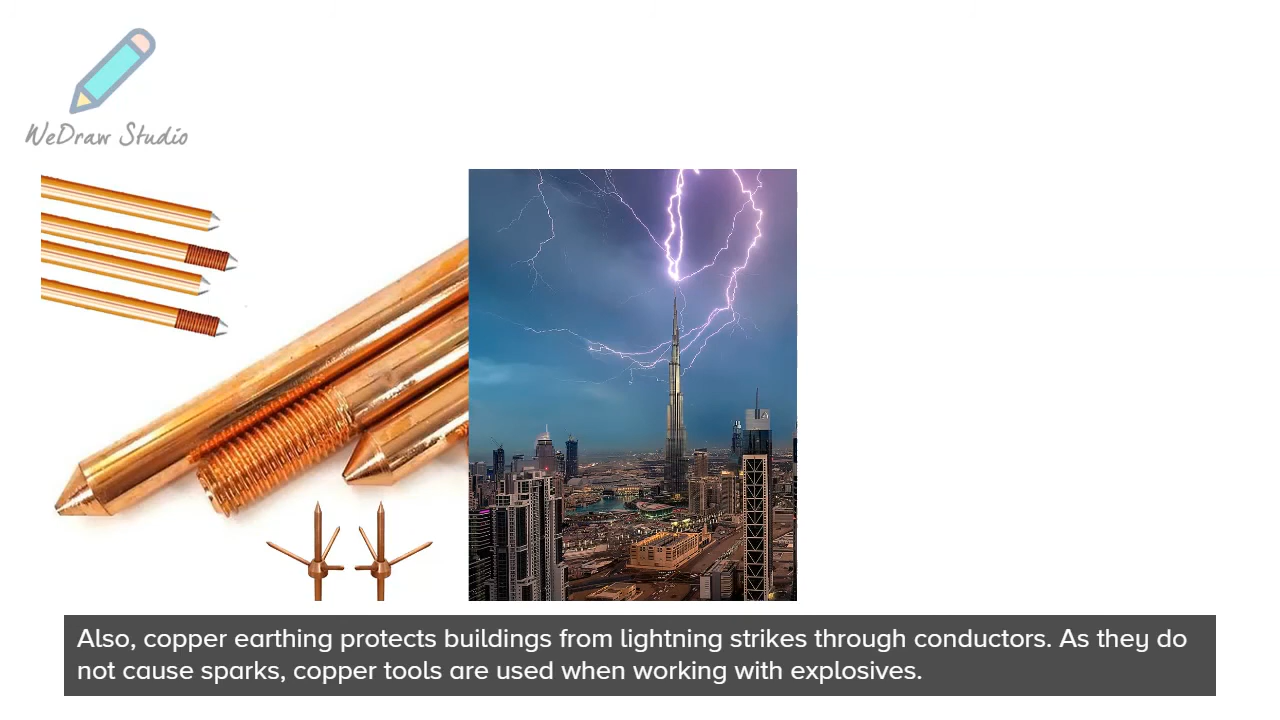 WeDraw Studio
Also, copper earthing protects buildings from lightning strikes through conductors. As they do
not cause sparks, copper tools are used when working with explosives.